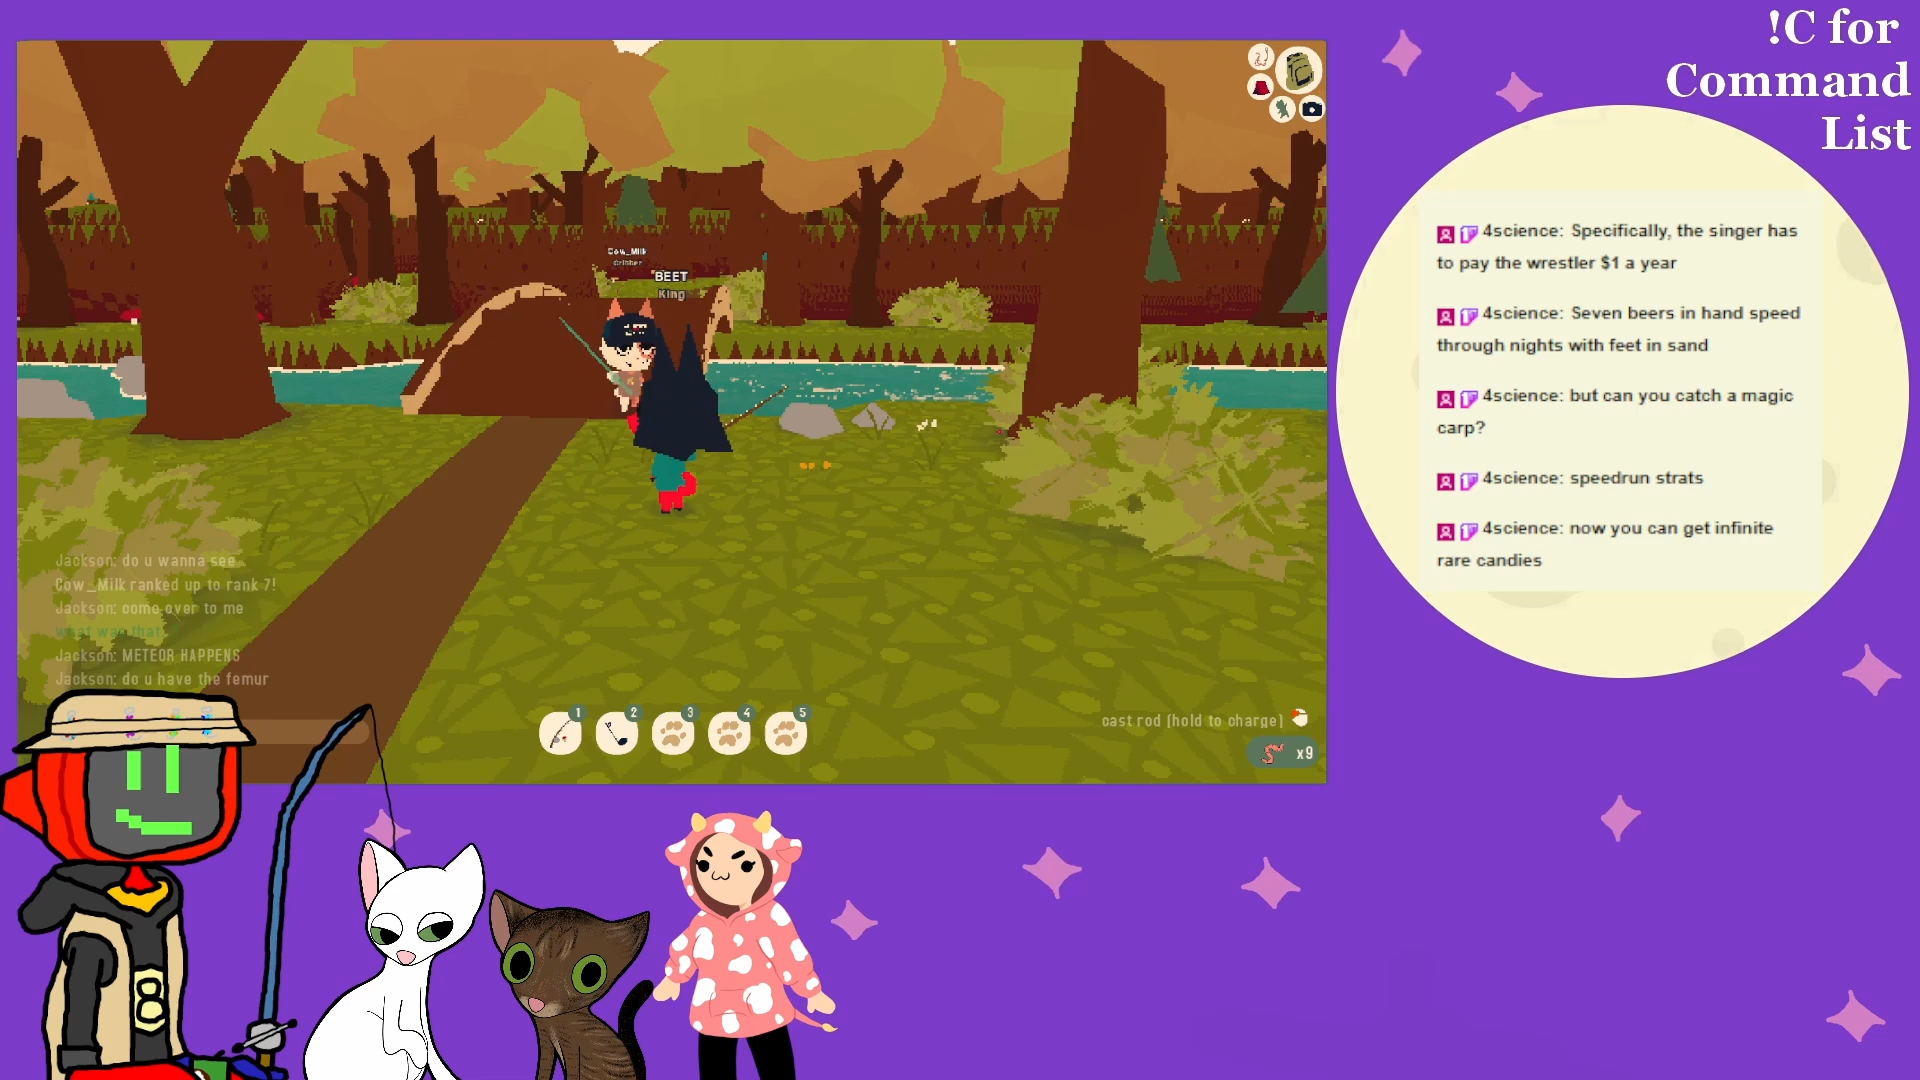 !C for
Command
List
4science: Specifically, the singer has
to pay the wrestler $1 a year
4science: Seven beers in hand speed
through nights with feet in sand
4science: but can you catch a magic
carp?
4science: speedrun strats
4science: now you can get infinite
rare candies
Cow_Milk
BEET
King
Jackson: do u wanna see
Cow_Milk ranked up to rank 7!
Jackson: come over to me
what was that
Jackson: METEOR HAPPENS
Jackson: do u have the femur
1
2
3
4
5
cast rod [hold to charge]
x9
8